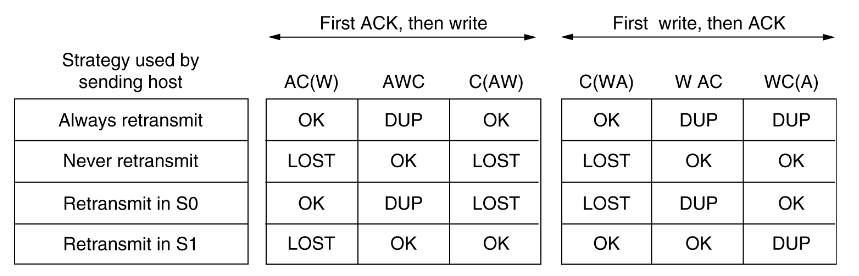 First ACK, then write First write, then ACK
Strategy used by
sending host
AC(W) AWC C(AW) C(WA) W AC WC(A)
Always retransmit OK DUP OK OK DUP DUP
Never retransmit LOST OK LOST LOST OK OK
Retransmit in S0 OK DUP LOST LOST DUP OK
Retransmit in S1 LOST OK OK OK OK DUP